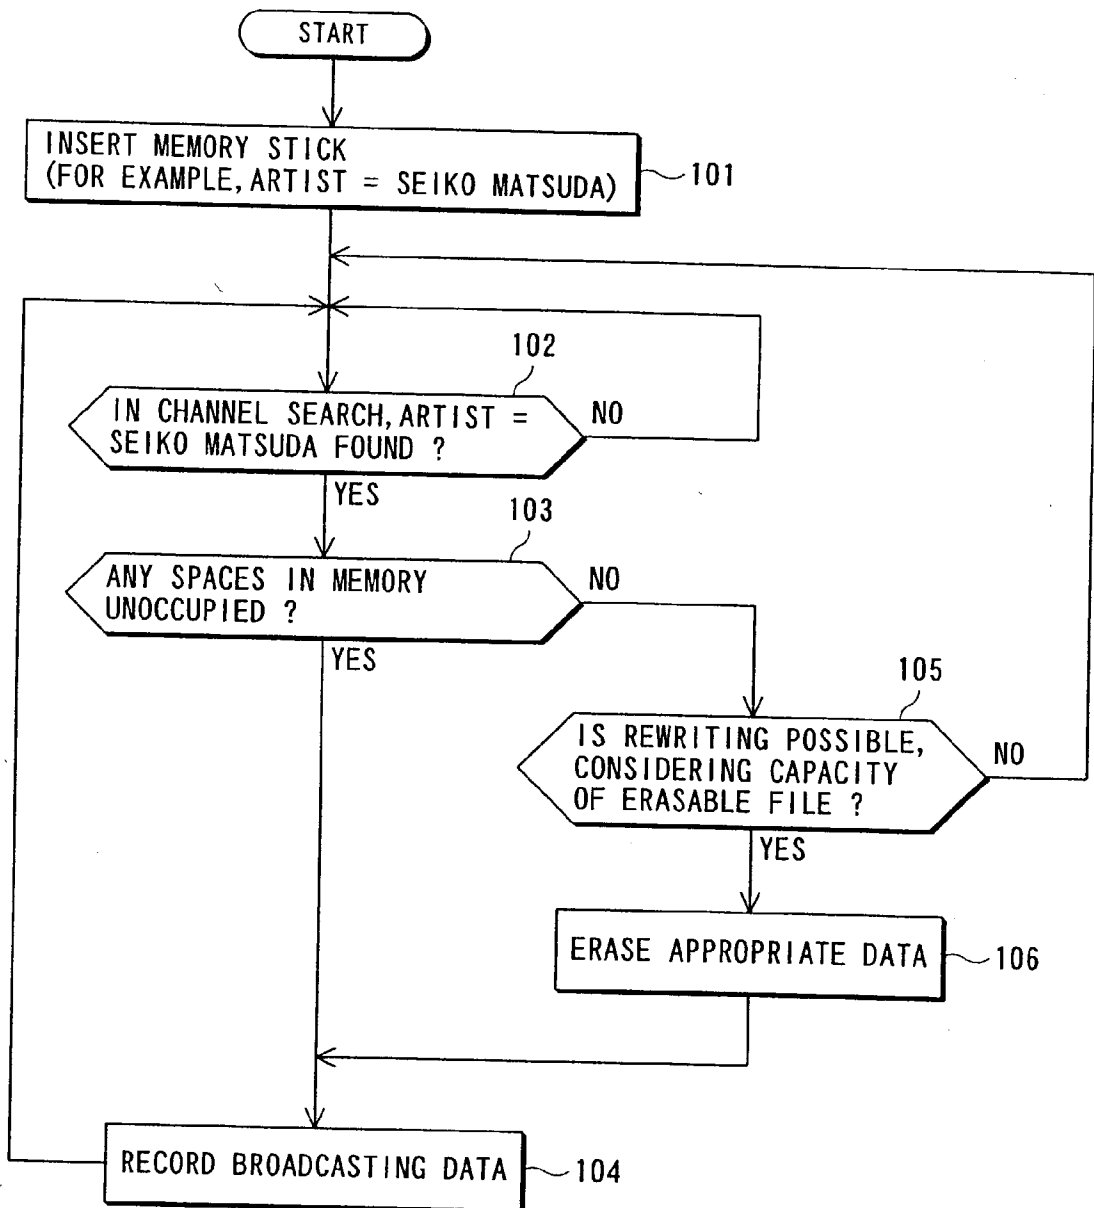 START
INSERT MEMORY STICK
(FOR EXAMPLE, ARTIST = SEIKO MATSUDA)
101
102
IN CHANNEL SEARCH, ARTIST =
SEIKO MATSUDA FOUND ?
NO
YES
103
ANY SPACES IN MEMORY
UNOCCUPIED ?
NO
YES
105
IS REWRITING POSSIBLE,
CONSIDERING CAPACITY
OF ERASABLE FILE ?
NO
YES
ERASE APPROPRIATE DATA
106
RECORD BROADCASTING DATA
104